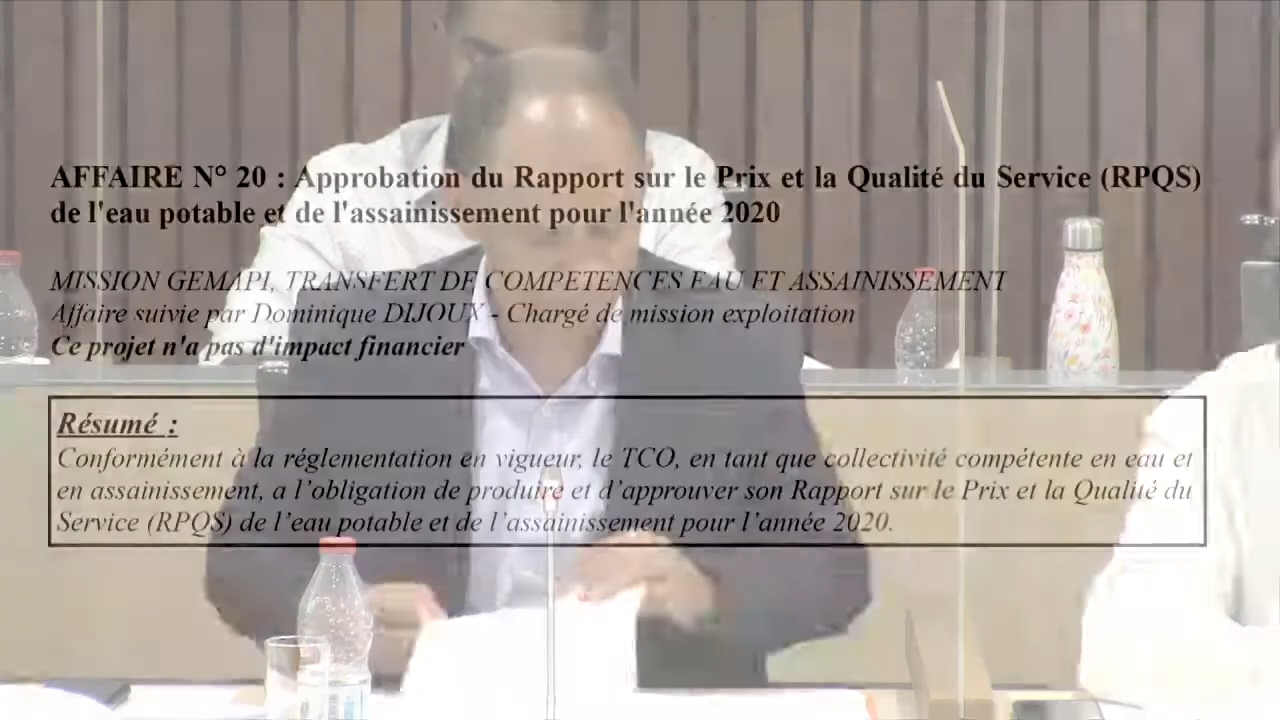 AFFAIRE N° 20 : Approbation du Rapport sur le Prix et la Qualité du Service (RPQS)
de l'eau potable et de l'assainissement pour l'année 2020
MISSION GEMAPI, TRANSFERT DE COMPETENCES EAU ET ASSAINISSEMENT
Affaire suivie par Dominique DIJOUX - Chargé de mission exploitation
Ce projet n'a pas d'impact financier
Résumé :
Conformément à la réglementation en vigueur, le TCO, en tant que collectivité compétente en eau et
en assainissement, a l’obligation de produire et d’approuver son Rapport sur le Prix et la Qualité du
Service (RPQS) de l’eau potable et de l’assainissement pour l’année 2020.